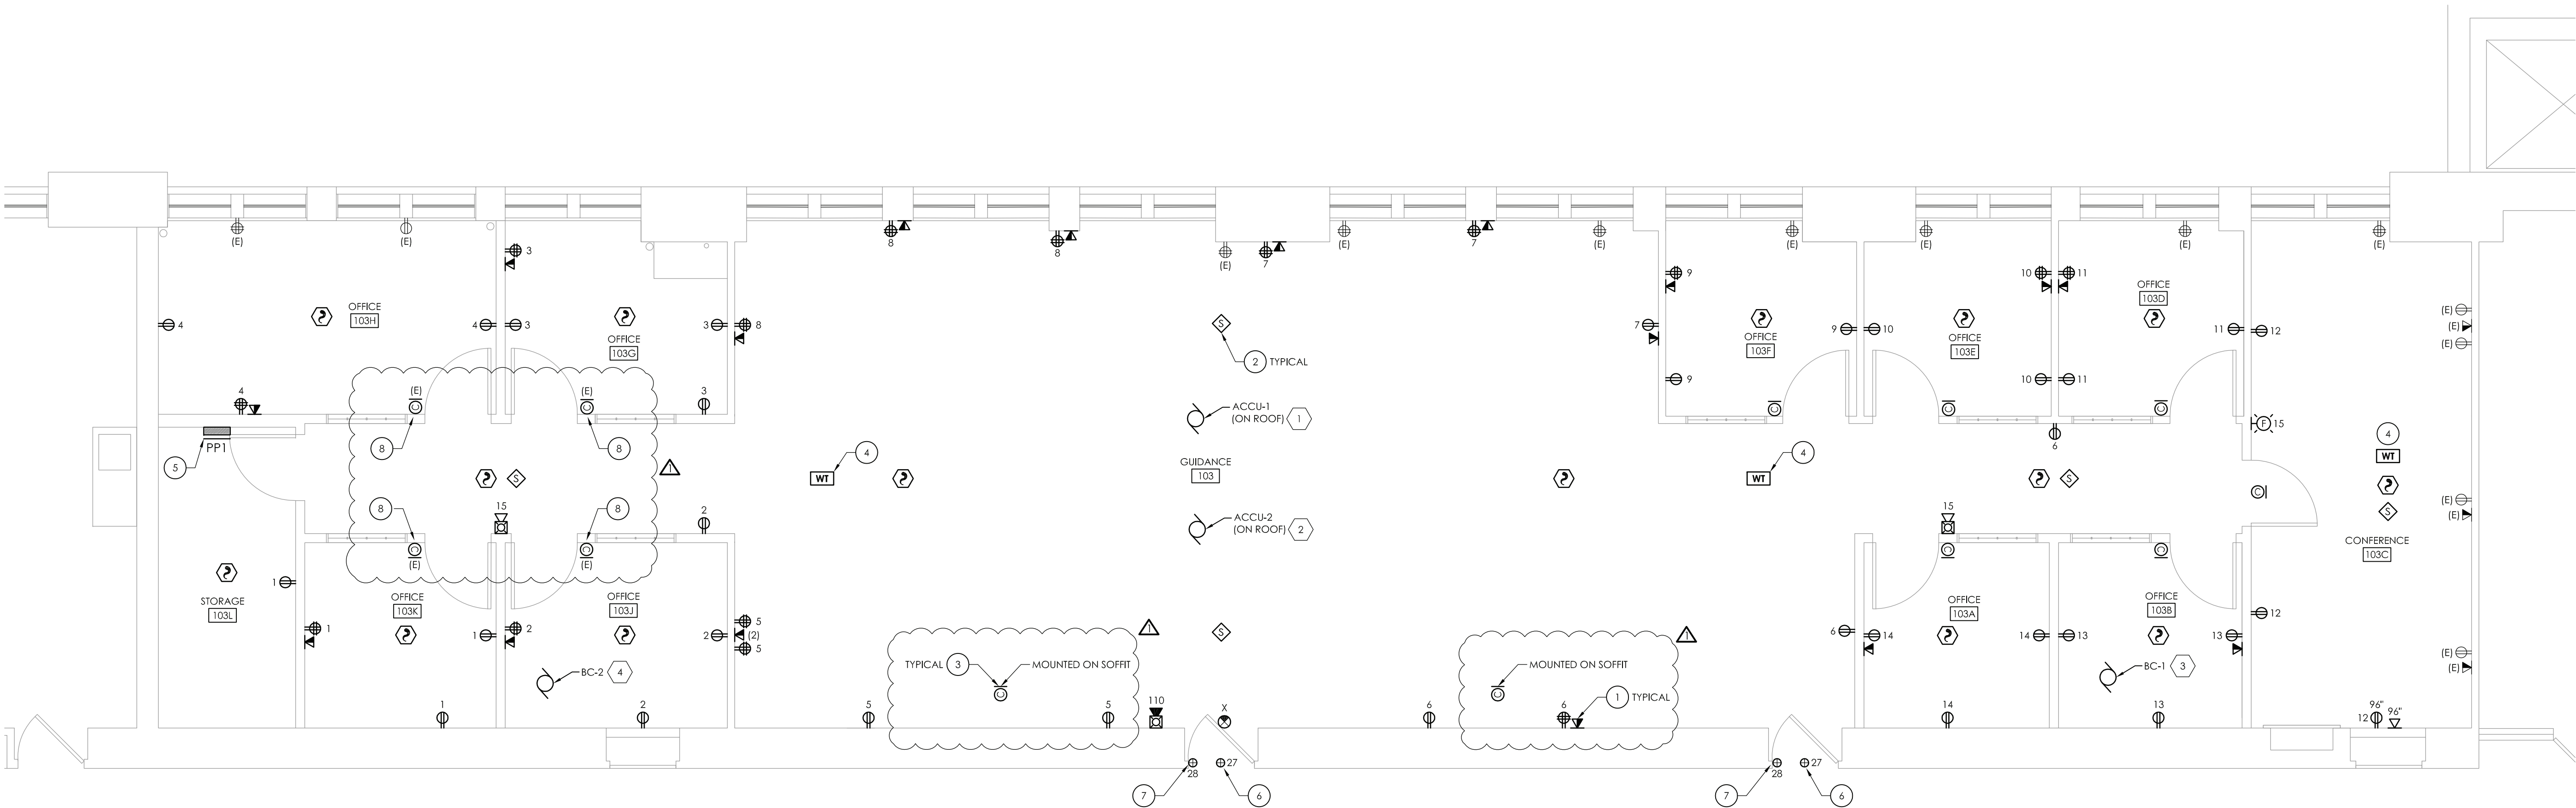 (E)
(E)
3
8
8
(E)
7
(E)
7
(E)
(E)
(E)
(E)
(E)
9
10
11
OFFICE
103H
OFFICE
103G
OFFICE
103F
OFFICE
103E
OFFICE
103D
(E)
(E)
(E)
4
4
3
3
8
S
7
9
10
11
12
2 TYPICAL
4
3
(E)
(E)
9
10
11
C
C
C
C
C
8
8
PP1
5
ACCU-1
(ON ROOF) 1
6
F 15
4
WT
4
WT
4
WT
GUIDANCE
103
S
1
S
C
S
(E)
(E)
8
8
15
2
ACCU-2
(ON ROOF) 2
15
CONFERENCE
103C
C
C
(E)
(E)
C
C
STORAGE
103L
1
OFFICE
103K
OFFICE
103J
OFFICE
103A
OFFICE
103B
12
1
1
2
2
5
(2)
5
S
1
1
6
14
14
13
13
(E)
(E)
BC-2 4
TYPICAL 3
MOUNTED ON SOFFIT
C
MOUNTED ON SOFFIT
C
1 TYPICAL
BC-1 3
1
2
5
5
110
X
6
6
14
13
96"
12
96"
28
27
28
27
7
6
7
6